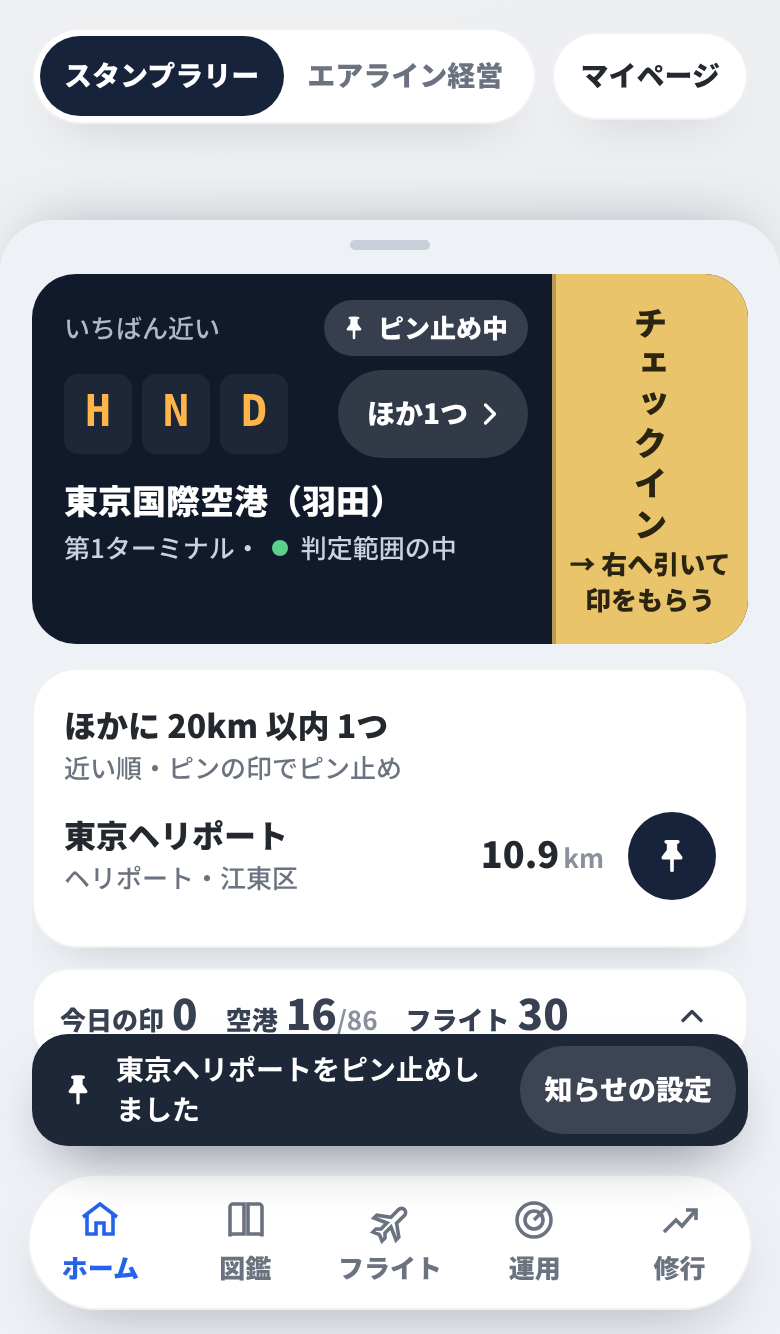 スタンプラリー
エアライン経営
マイページ
いちばん近い
ピン止め中
HND
ほか1つ
東京国際空港（羽田）
第1ターミナル・ 判定範囲の中
チェックイン
→ 右へ引いて
印をもらう
ほかに 20km 以内 1つ
近い順・ピンの印でピン止め
東京ヘリポート
ヘリポート・江東区
10.9 km
今日の印 0 空港 16/86 フライト 30
東京ヘリポートをピン止めし
ました
知らせの設定
ホーム
図鑑
フライト
運用
修行